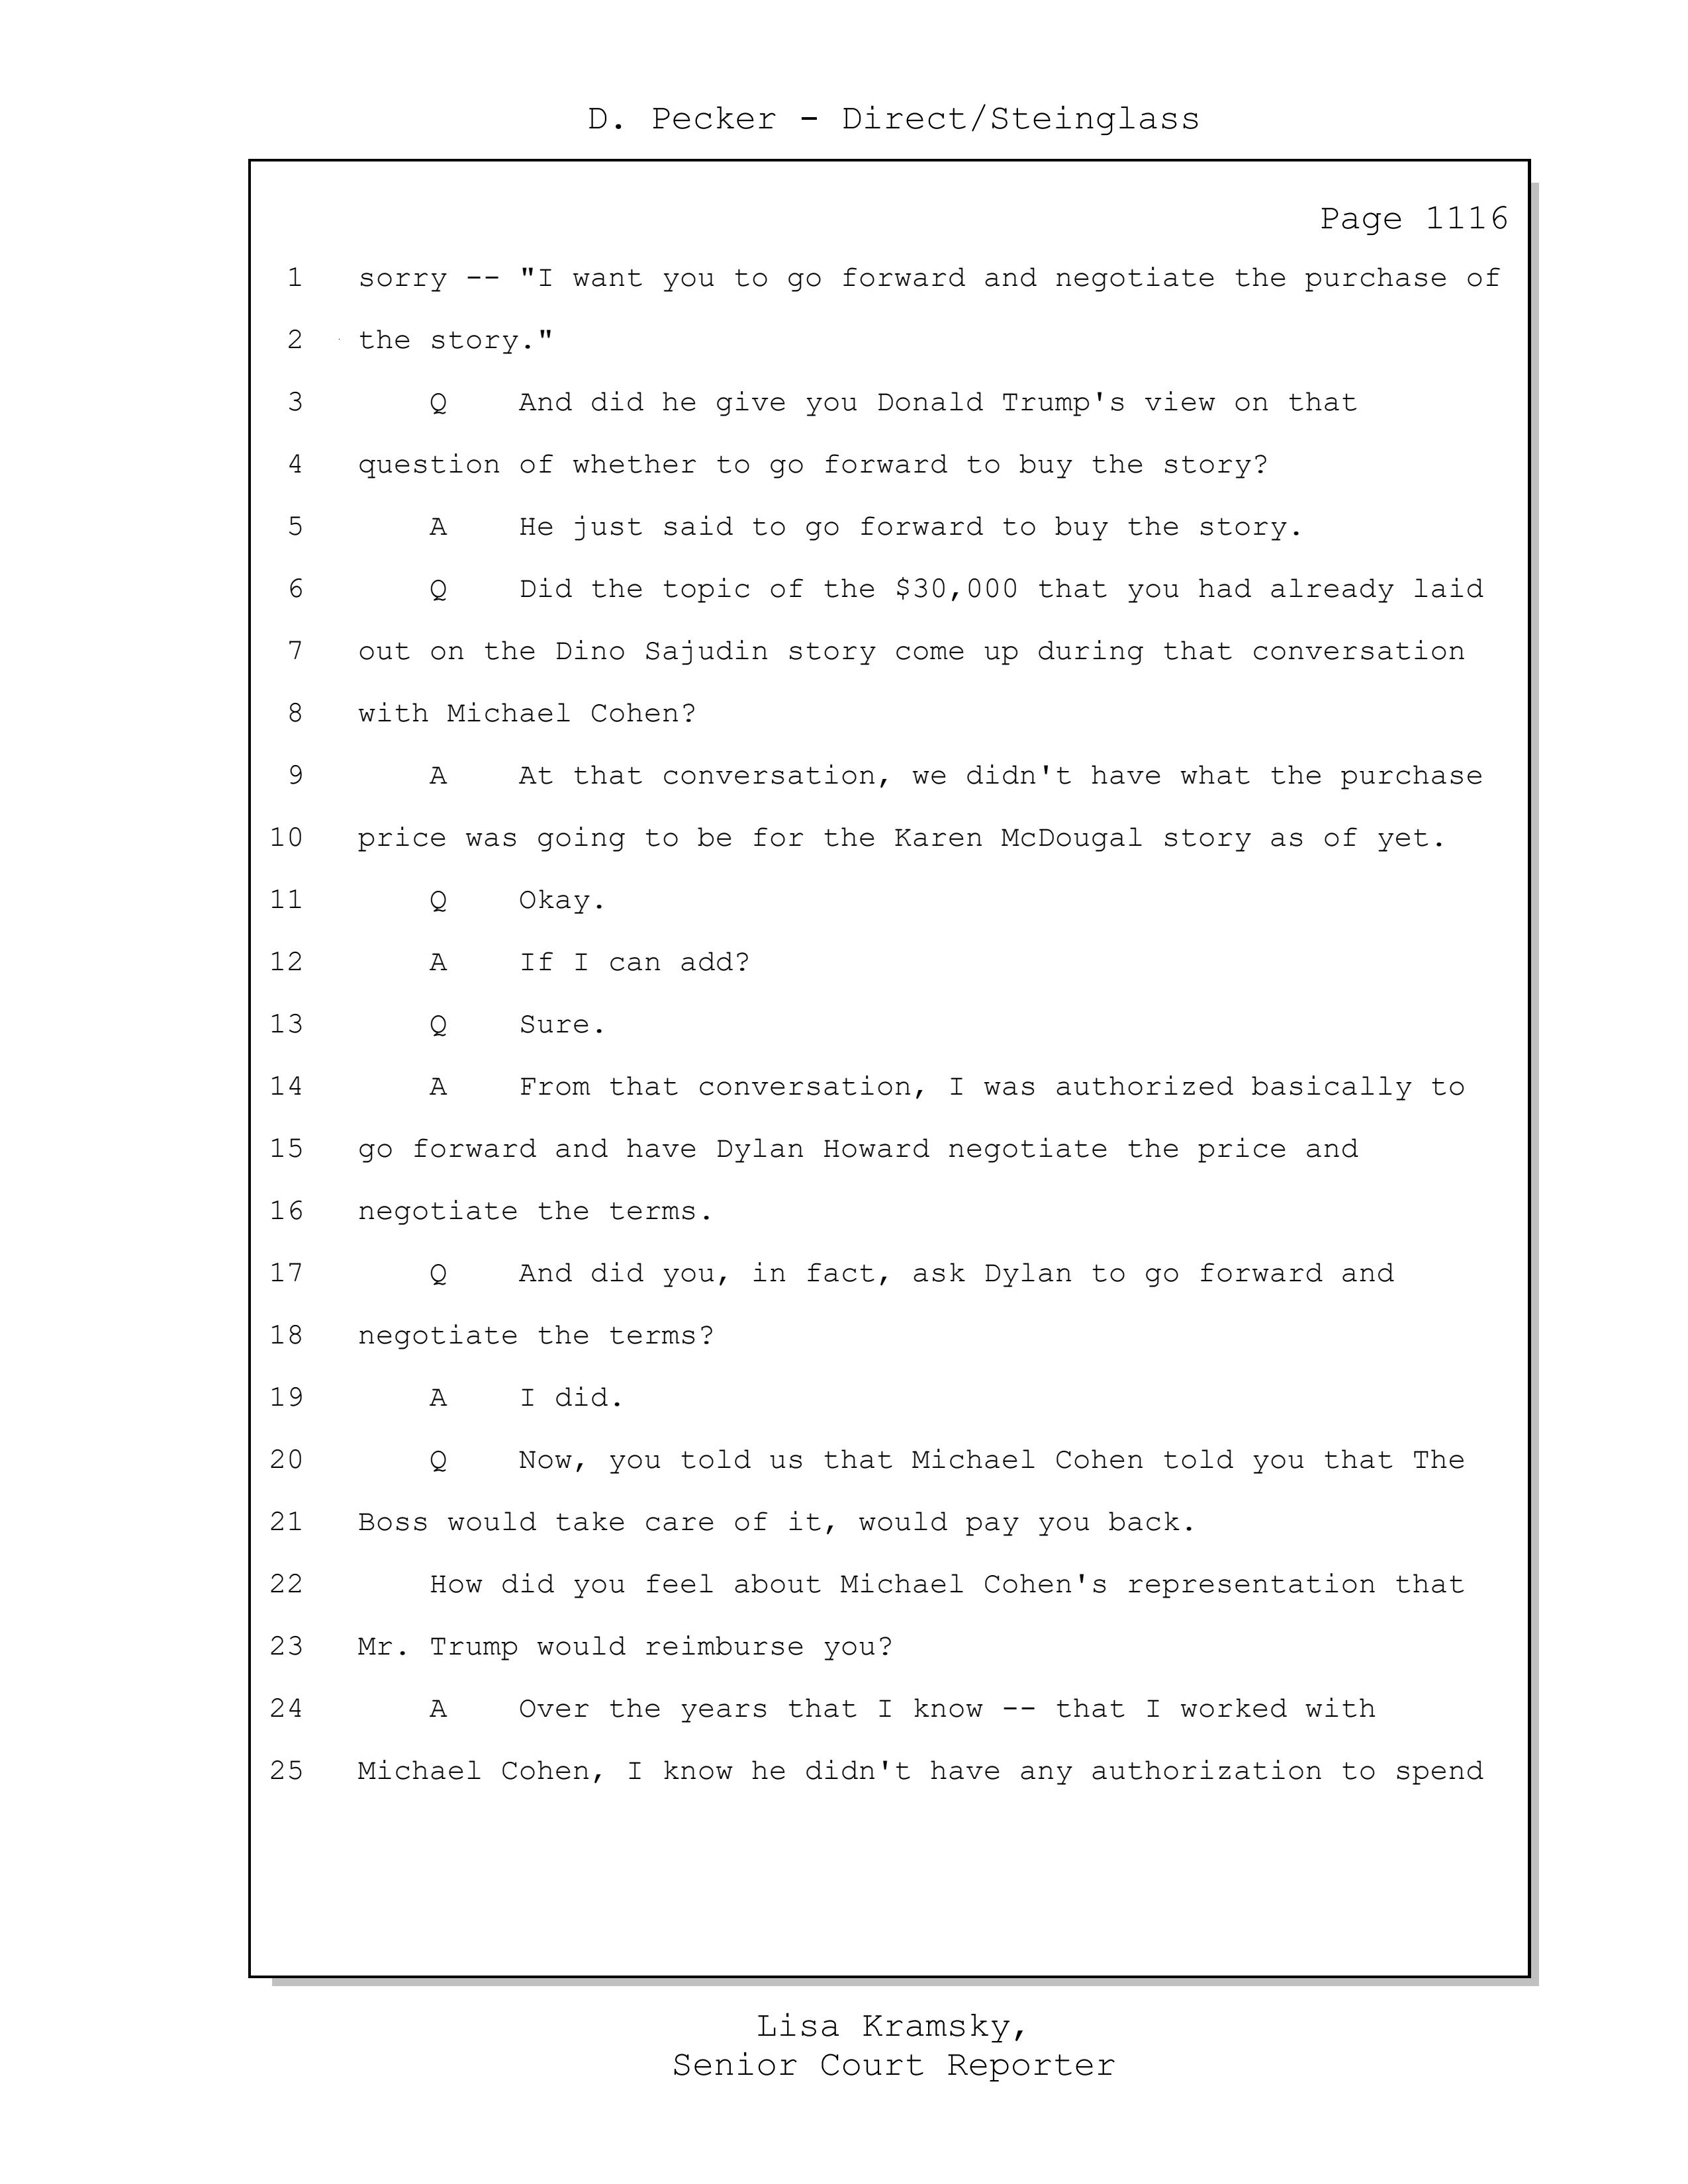 D. Pecker - Direct/Steinglass
Page 1116
1 sorry -- "I want you to go forward and negotiate the purchase of
2 the story."
3 Q And did he give you Donald Trump's view on that
4 question of whether to go forward to buy the story?
5 A He just said to go forward to buy the story.
6 Q Did the topic of the $30,000 that you had already laid
7 out on the Dino Sajudin story come up during that conversation
8 with Michael Cohen?
9 A At that conversation, we didn't have what the purchase
10 price was going to be for the Karen McDougal story as of yet.
11 Q Okay.
12 A If I can add?
13 Q Sure.
14 A From that conversation, I was authorized basically to
15 go forward and have Dylan Howard negotiate the price and
16 negotiate the terms.
17 Q And did you, in fact, ask Dylan to go forward and
18 negotiate the terms?
19 A I did.
20 Q Now, you told us that Michael Cohen told you that The
21 Boss would take care of it, would pay you back.
22 How did you feel about Michael Cohen's representation that
23 Mr. Trump would reimburse you?
24 A Over the years that I know -- that I worked with
25 Michael Cohen, I know he didn't have any authorization to spend
Lisa Kramsky,
Senior Court Reporter